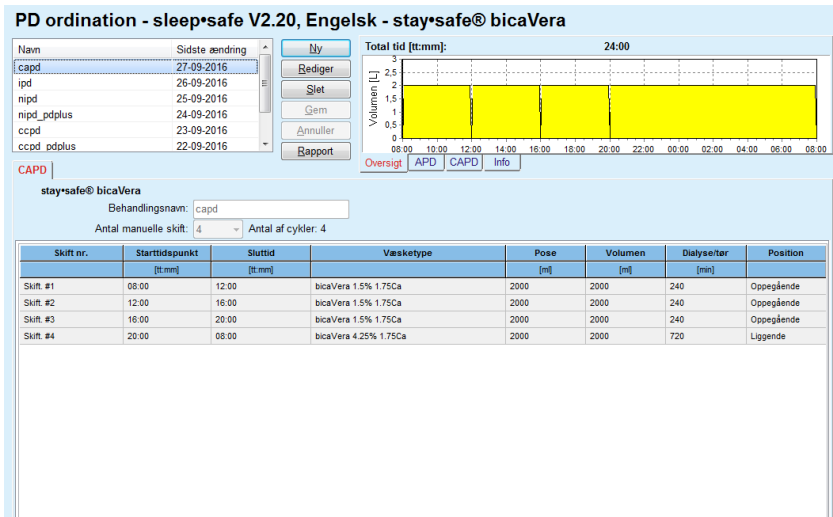 PD ordination - sleep•safe V2.20, Engelsk - stay•safe® bicaVera
Navn Sidste ændring
capd 27-09-2016
ipd 26-09-2016
nipd 25-09-2016
nipd_pdplus 24-09-2016
ccpd 23-09-2016
ccpd_pdplus 22-09-2016
Ny
Rediger
Slet
Gem
Annuller
Rapport
Total tid [tt:mm]: 24:00
Volumen [L]
3
2,5
2
1,5
1
0,5
0
08:00 10:00 12:00 14:00 16:00 18:00 20:00 22:00 00:00 02:00 04:00 06:00 08:00
Oversigt APD CAPD Info
CAPD
stay•safe® bicaVera
Behandlingsnavn: capd
Antal manuelle skift: 4 Antal af cykler: 4
Skift nr. Starttidspunkt Sluttid Væsketype Pose Volumen Dialyse/tør Position
[tt:mm] [tt:mm] [ml] [ml] [min]
Skift. #1 08:00 12:00 bicaVera 1.5% 1.75Ca 2000 2000 240 Oppegående
Skift. #2 12:00 16:00 bicaVera 1.5% 1.75Ca 2000 2000 240 Oppegående
Skift. #3 16:00 20:00 bicaVera 1.5% 1.75Ca 2000 2000 240 Oppegående
Skift. #4 20:00 08:00 bicaVera 4.25% 1.75Ca 2000 2000 720 Liggende